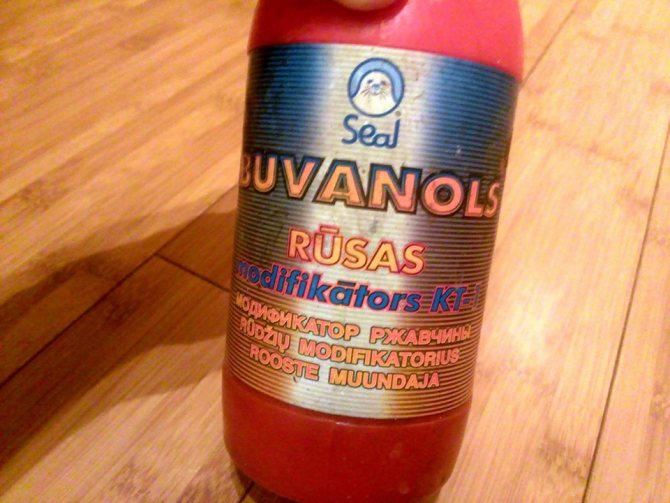 Seal
BUVANOLS
RŪSAS
modifikātors KT-1
МОДИФИКАТОР РЖАВЧИНЫ
RŪDŽIŲ MODIFIKATORIUS
ROOSTE MUUNDAJA